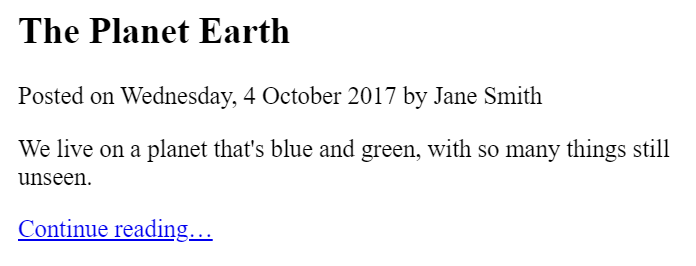 The Planet Earth
Posted on Wednesday, 4 October 2017 by Jane Smith
We live on a planet that's blue and green, with so many things still
unseen.
Continue reading…